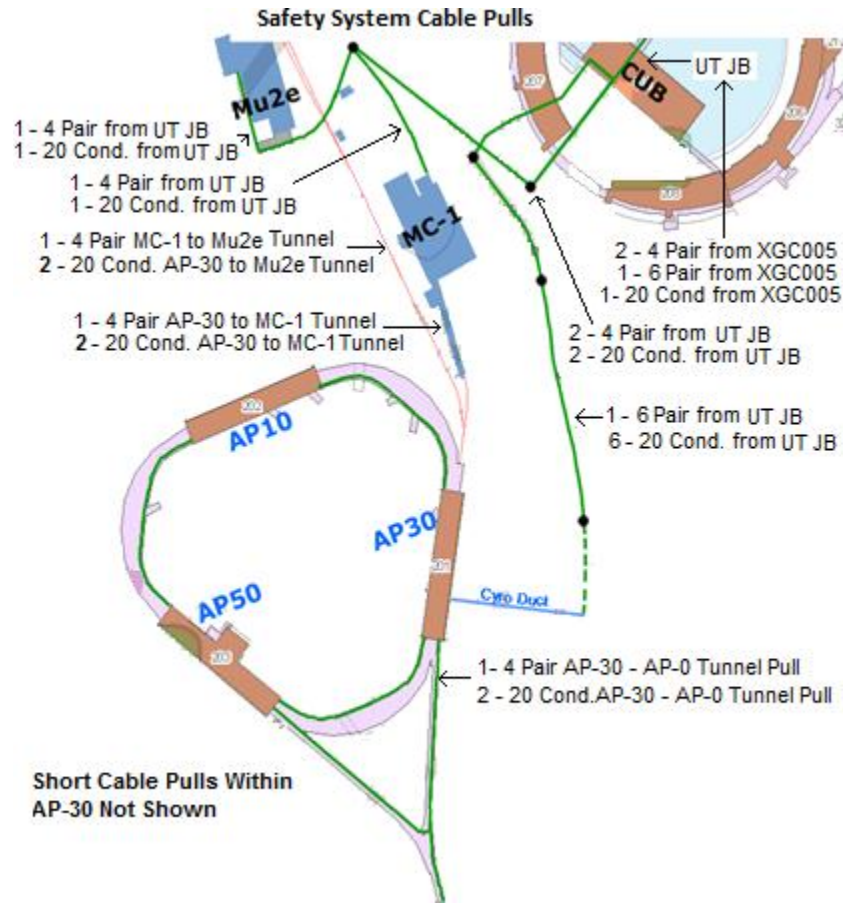 Safety System Cable Pulls
Mu2e
CUB
UT JB
207
206
205
1 - 4 Pair from UT JB
1 - 20 Cond. from UT JB
1 - 4 Pair from UT JB
1 - 20 Cond. from UT JB
MC-1
1 - 4 Pair MC-1 to Mu2e Tunnel
2 - 20 Cond. AP-30 to Mu2e Tunnel
2 - 4 Pair from XGC005
1 - 6 Pair from XGC005
1- 20 Cond from XGC005
1 - 4 Pair AP-30 to MC-1 Tunnel
2 - 20 Cond. AP-30 to MC-1 Tunnel
2 - 4 Pair from UT JB
2 - 20 Cond. from UT JB
1 - 6 Pair from UT JB
6 - 20 Cond. from UT JB
202
AP10
AP30
201
AP50
203
Cyro Duct
1 - 4 Pair AP-30 - AP-0 Tunnel Pull
2 - 20 Cond.AP-30 - AP-0 Tunnel Pull
Short Cable Pulls Within
AP-30 Not Shown